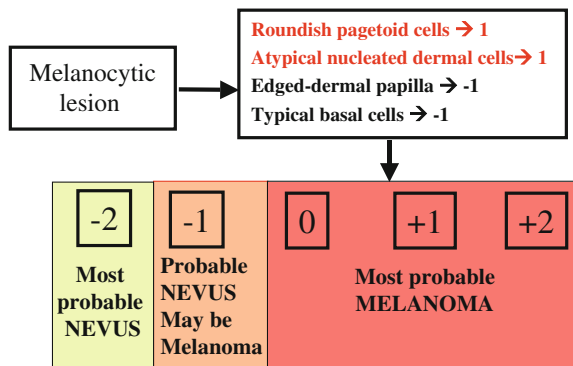 Melanocytic
lesion
Roundish pagetoid cells → 1
Atypical nucleated dermal cells→ 1
Edged-dermal papilla → -1
Typical basal cells → -1
-2
-1
0
+1
+2
Most
probable
NEVUS
Probable
NEVUS
May be
Melanoma
Most probable
MELANOMA